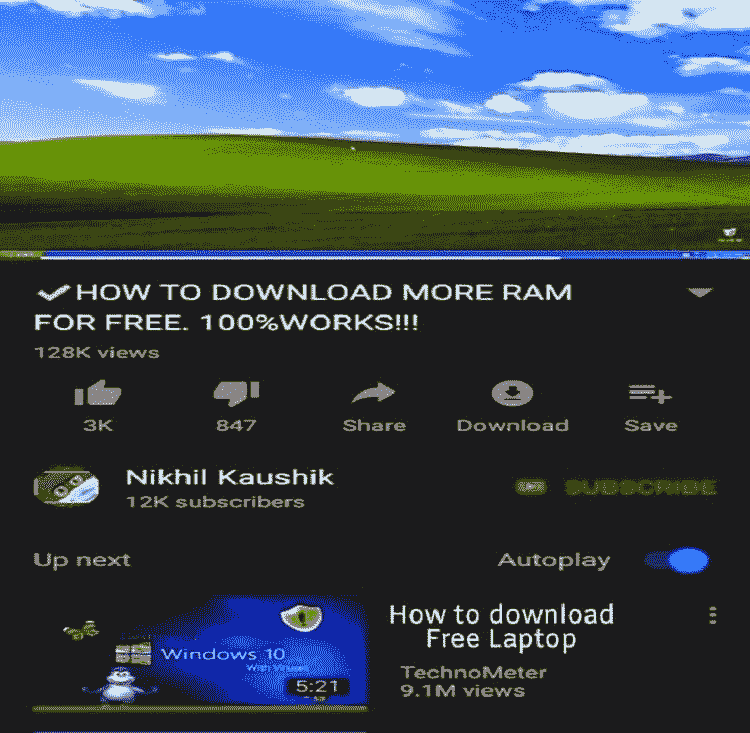 ✓HOW TO DOWNLOAD MORE RAM
FOR FREE. 100%WORKS!!!
128K views
3K
847
Share
Download
Save
Nikhil Kaushik
12K subscribers
SUBSCRIBE
Up next
Autoplay
Windows 10
With Viruses
5:21
How to download
Free Laptop
TechnoMeter
9.1M views